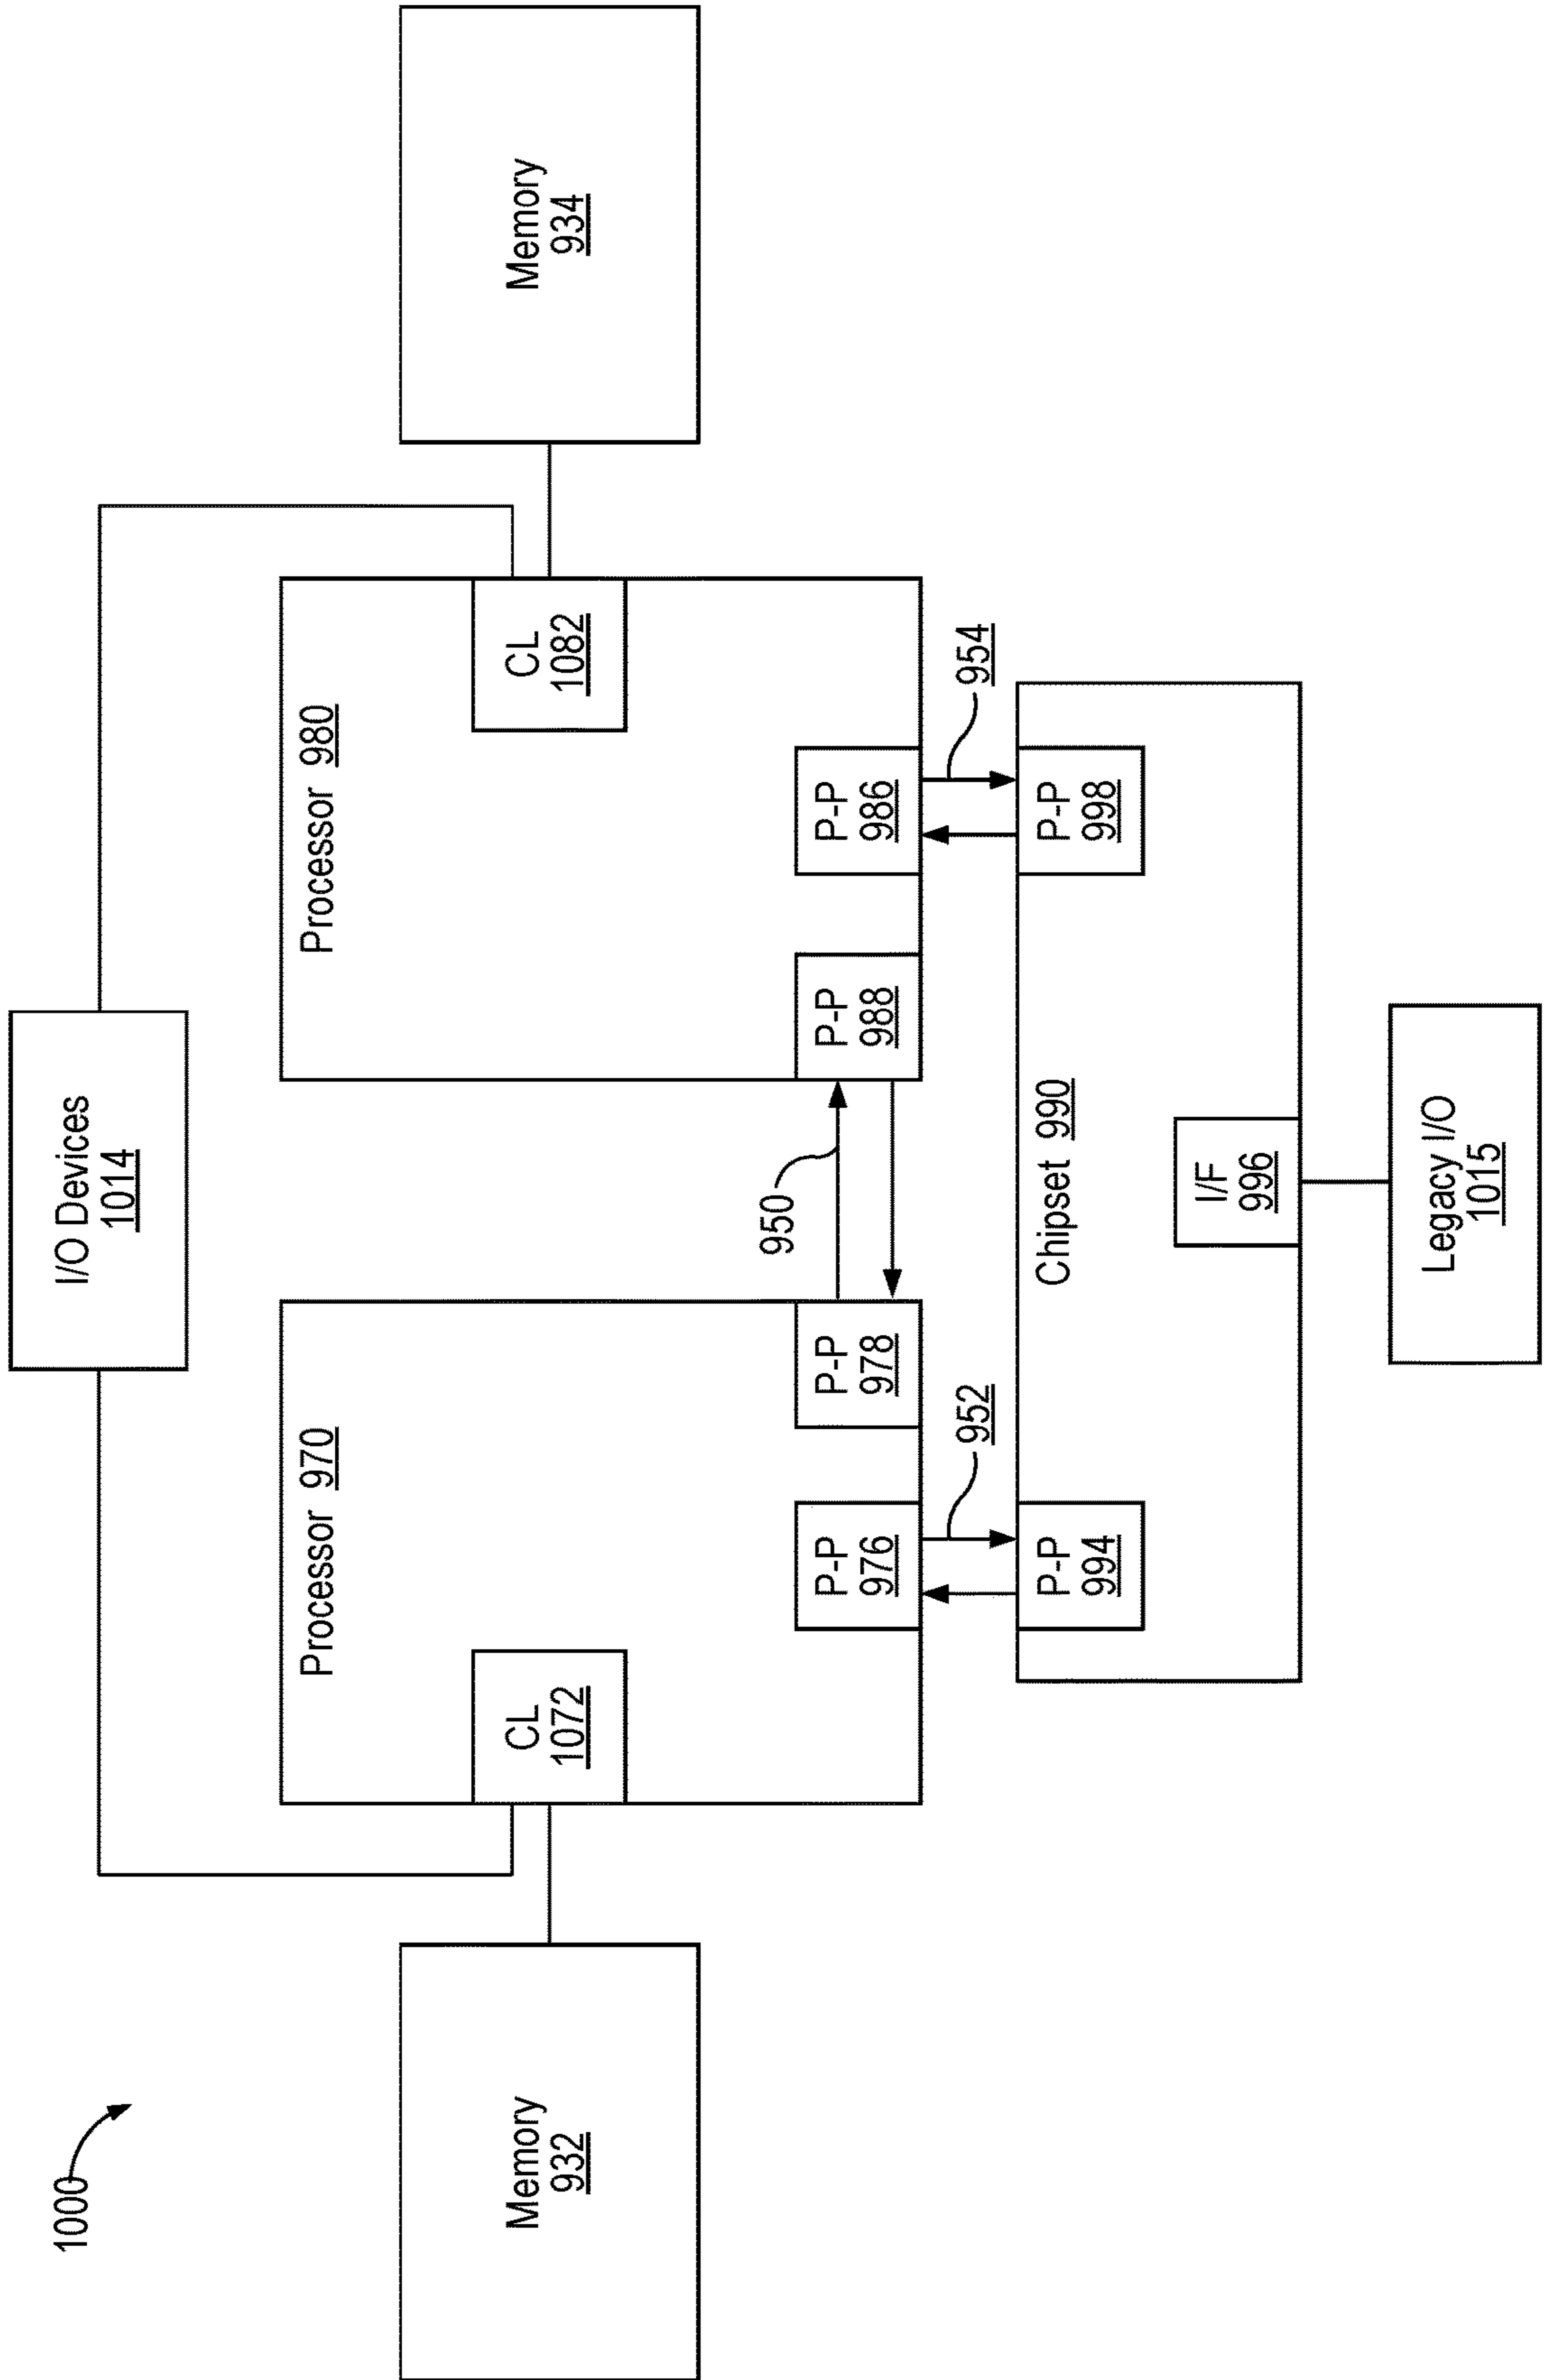 1000
I/O Devices
1014
Memory
932
Processor 970
CL
1072
P-P
976
P-P
978
950
Processor 980
CL
1082
P-P
988
P-P
986
Memory
934
952
954
Chipset 990
P-P
994
P-P
998
I/F
996
Legacy I/O
1015